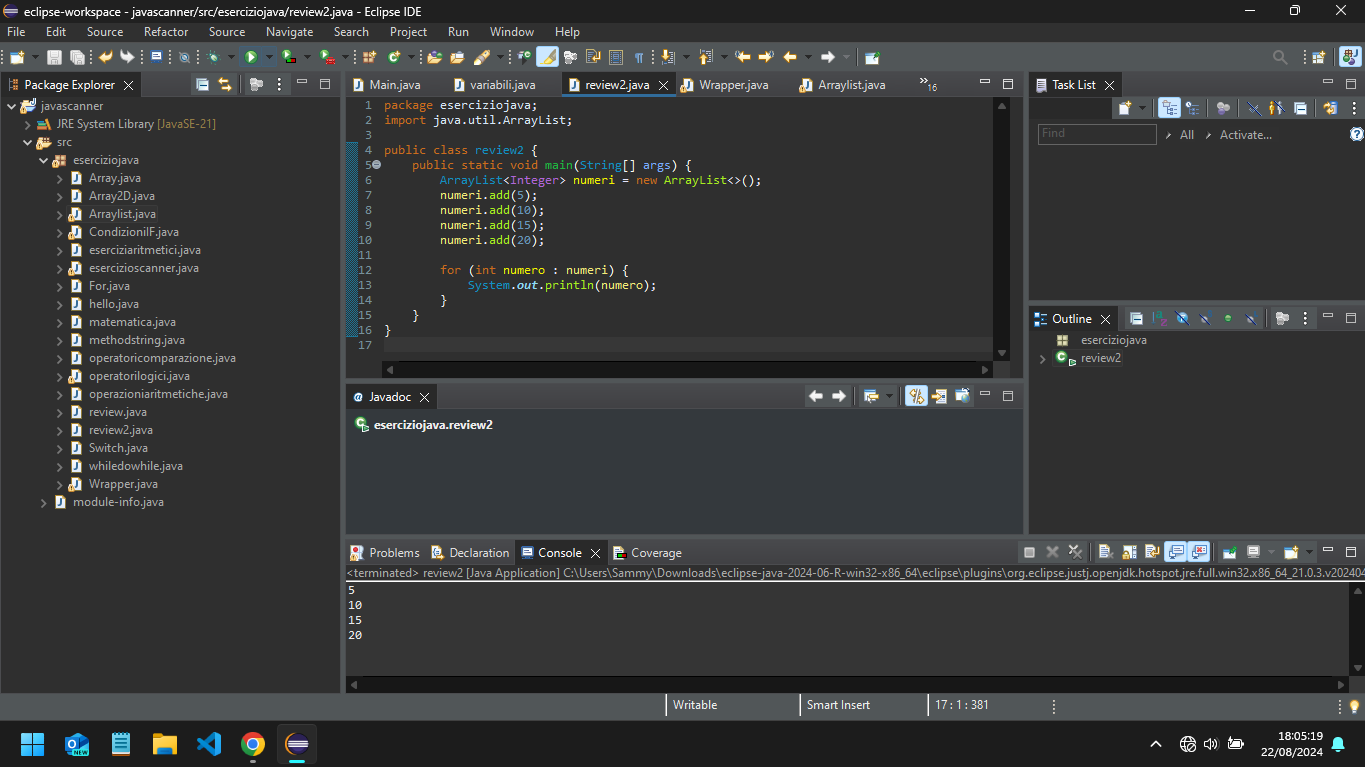 eclipse-workspace - javascanner/src/eserciziojava/review2.java - Eclipse IDE
File Edit Source Refactor Source Navigate Search Project Run Window Help
Package Explorer
javascanner
JRE System Library [JavaSE-21]
src
eserciziojava
Array.java
Array2D.java
Arraylist.java
CondizioniIF.java
eserciziaritmetici.java
esercizioscanner.java
For.java
hello.java
matematica.java
methodstring.java
operatoricomparazione.java
operatorilogici.java
operazioniaritmetiche.java
review.java
review2.java
Switch.java
whiledowhile.java
Wrapper.java
module-info.java
Main.java variabili.java review2.java Wrapper.java Arraylist.java »16
1 package eserciziojava;
2 import java.util.ArrayList;
3
4 public class review2 {
5 public static void main(String[] args) {
6 ArrayList<Integer> numeri = new ArrayList<>();
7 numeri.add(5);
8 numeri.add(10);
9 numeri.add(15);
10 numeri.add(20);
11
12 for (int numero : numeri) {
13 System.out.println(numero);
14 }
15 }
16 }
17
Javadoc
eserciziojava.review2
Problems Declaration Console Coverage
<terminated> review2 [Java Application] C:\Users\Sammy\Downloads\eclipse-java-2024-06-R-win32-x86_64\eclipse\plugins\org.eclipse.justj.openjdk.hotspot.jre.full.win32.x86_64_21.0.3.v202404
5
10
15
20
Task List
Find All Activate...
Outline
eserciziojava
review2
Writable Smart Insert 17 : 1 : 381
NEW
18:05:19
22/08/2024